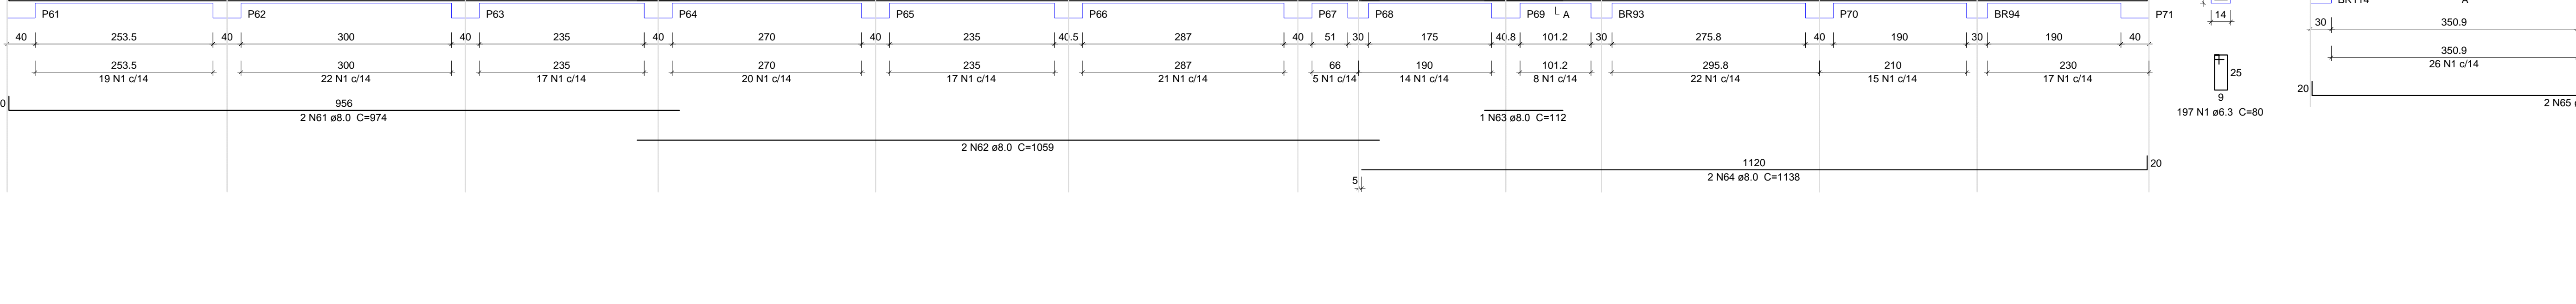 P61 P62 P63 P64 P65 P66 P67 P68 P69 A BR93 P70 BR94 P71 14
40 253.5 40 300 40 235 40 270 40 235 40.5 287 40 51 30 175 40.8 101.2 30 275.8 40 190 30 190 40 30 350.9
253.5 300 235 270 235 287 66 190 101.2 295.8 210 230 25 350.9
19 N1 c/14 22 N1 c/14 17 N1 c/14 20 N1 c/14 17 N1 c/14 21 N1 c/14 5 N1 c/14 14 N1 c/14 8 N1 c/14 22 N1 c/14 15 N1 c/14 17 N1 c/14 26 N1 c/14
956 9 20
2 N61 ø8.0 C=974 1 N63 ø8.0 C=112 197 N1 ø6.3 C=80 2 N65
2 N62 ø8.0 C=1059
1120 20
5 2 N64 ø8.0 C=1138